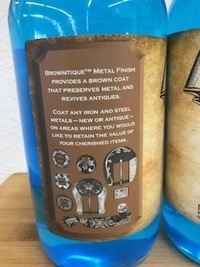 Browntique™ Metal Finish
provides a brown coat
that preserves metal and
revives antiques.
Coat any iron and steel
metals – new or antique –
or areas where you would
like to retain the value of
your cherished items.